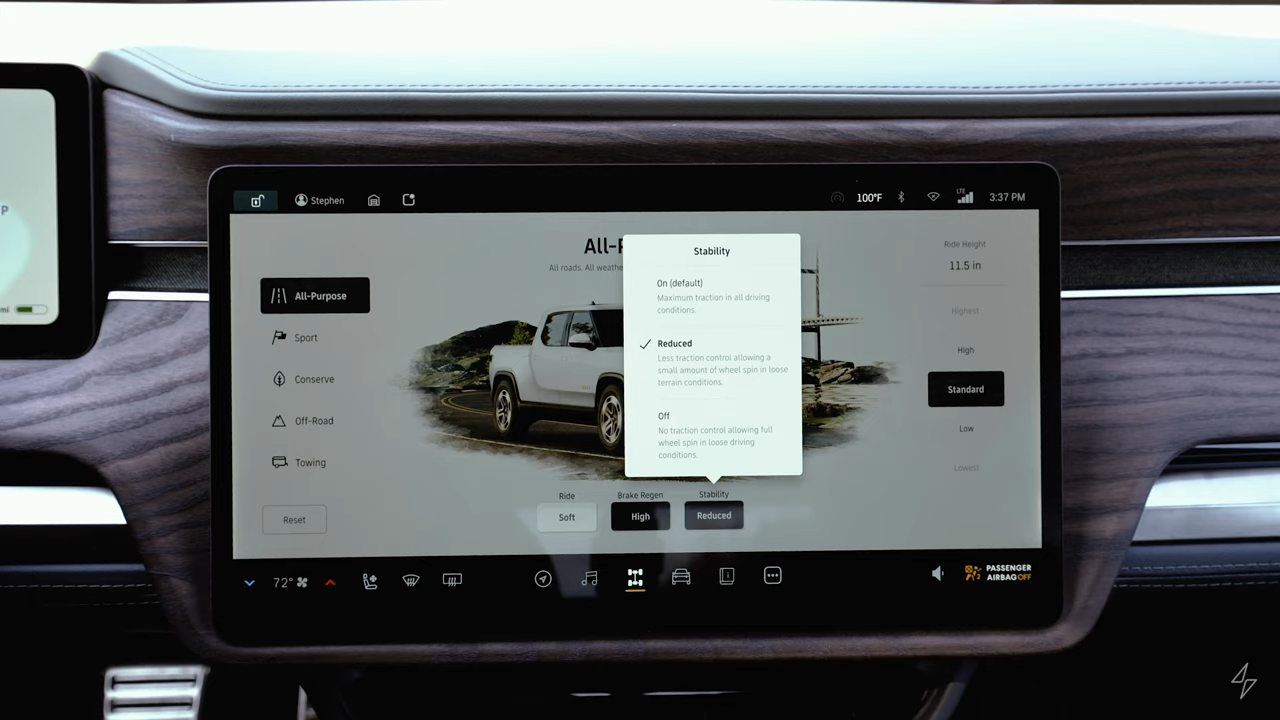 P
mi
Stephen
100°F
LTE
3:37 PM
All-P
All roads. All weathe
All-Purpose
Sport
Conserve
Off-Road
Towing
Reset
Stability
On (default)
Maximum traction in all driving
conditions.
Reduced
Less traction control allowing a
small amount of wheel spin in loose
terrain conditions.
Off
No traction control allowing full
wheel spin in loose driving
conditions.
Ride
Soft
Brake Regen
High
Stability
Reduced
Ride Height
11.5 in
Highest
High
Standard
Low
Lowest
72°
PASSENGER
AIRBAG OFF